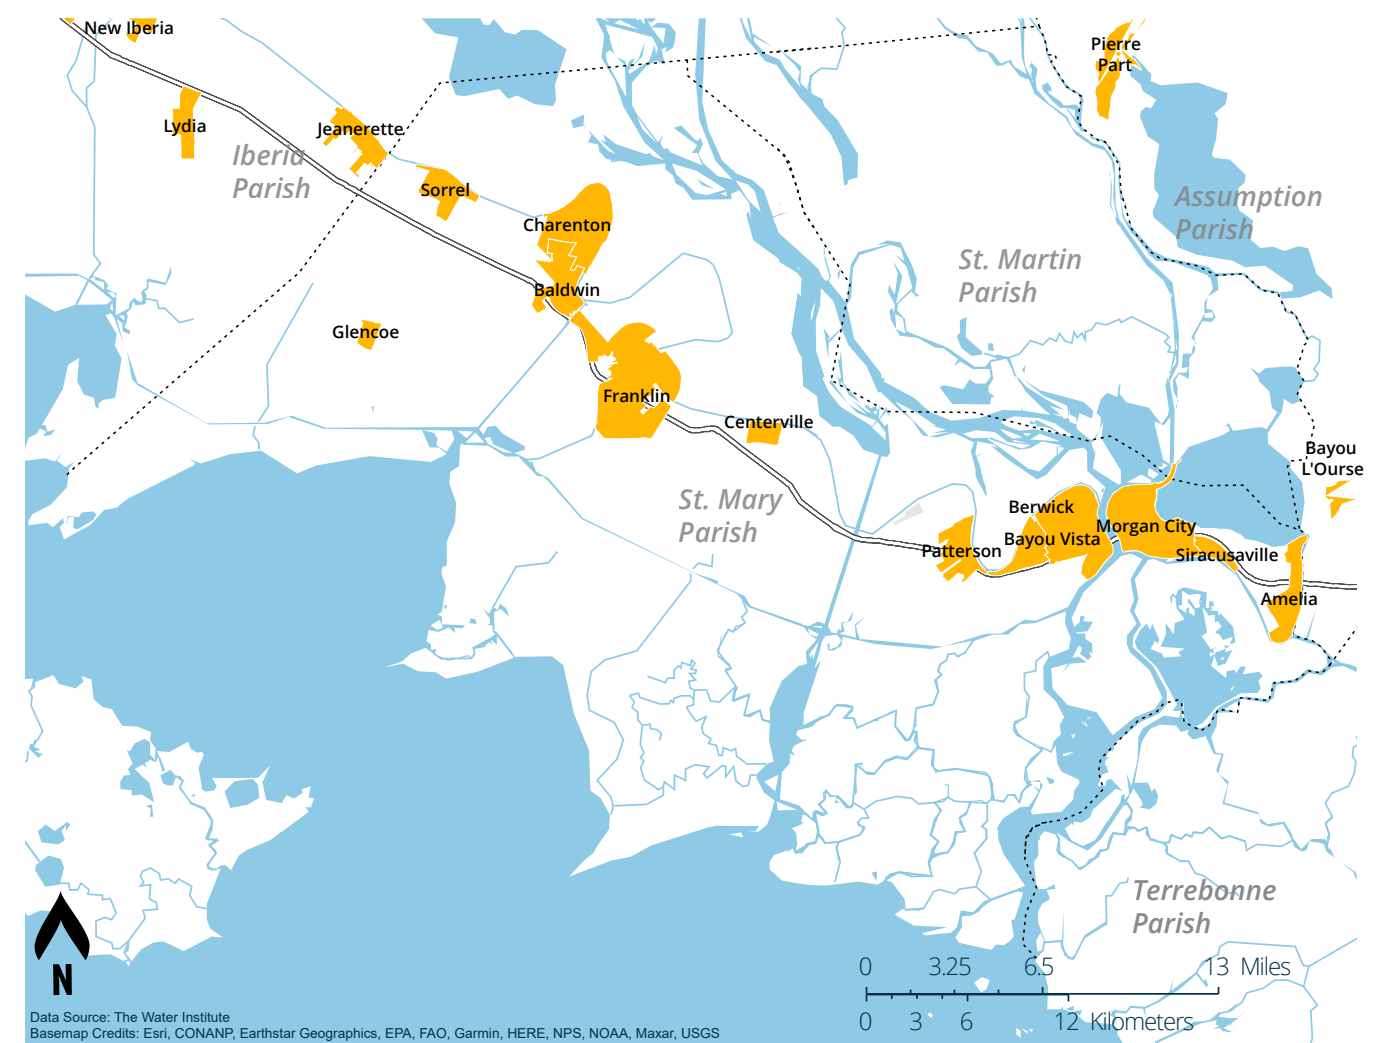 New Iberia
Pierre
Part
Lydia
Jeanerette
Iberia
Parish
Sorrel
Assumption
Parish
Charenton
St. Martin
Parish
Baldwin
Glencoe
Franklin
Centerville
Bayou
L'Ourse
St. Mary
Parish
Berwick
Morgan City
Bayou Vista
Patterson
Siracusaville
Amelia
Terrebonne
Parish
N
0 3.25 6.5 13 Miles
0 3 6 12 Kilometers
Data Source: The Water Institute
Basemap Credits: Esri, CONANP, Earthstar Geographics, EPA, FAO, Garmin, HERE, NPS, NOAA, Maxar, USGS